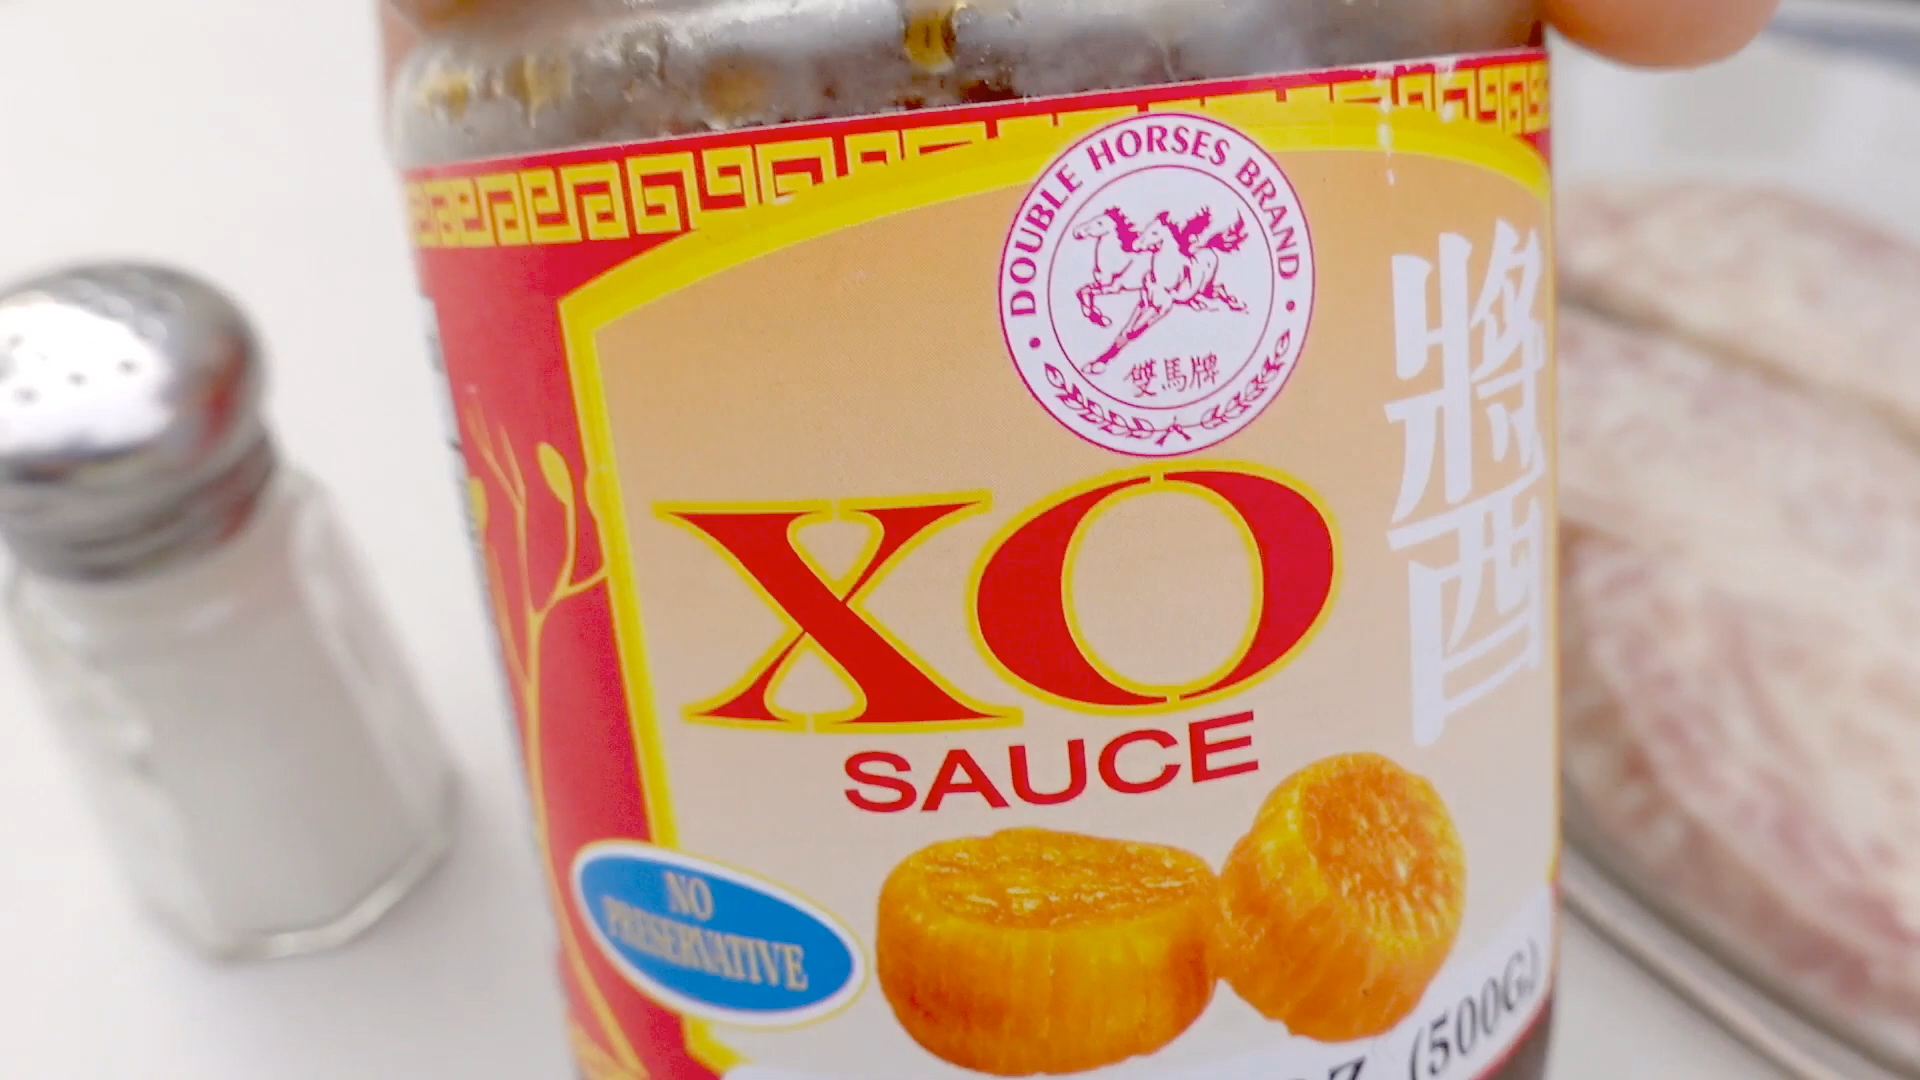 DOUBLE HORSES BRAND
雙馬牌
XO
醬
SAUCE
NO
PRESERVATIVE
(500G)